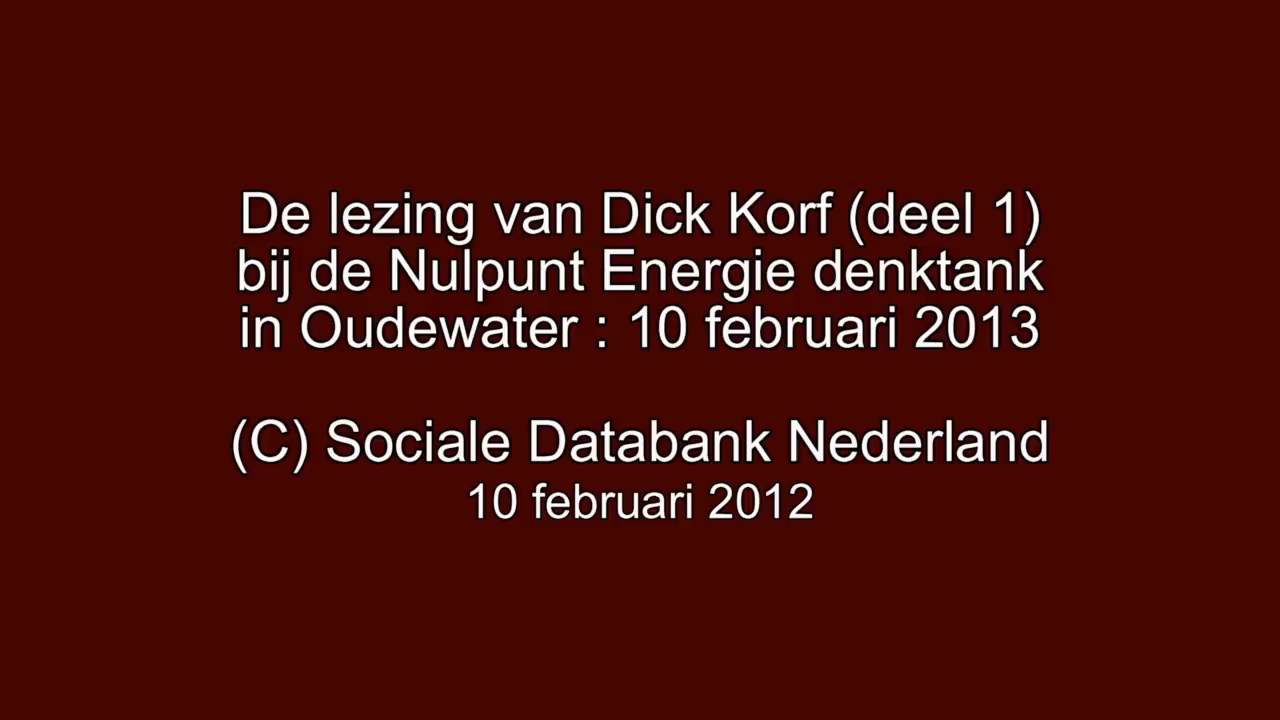 De lezing van Dick Korf (deel 1)
bij de Nulpunt Energie denktank
in Oudewater : 10 februari 2013
(C) Sociale Databank Nederland
10 februari 2012